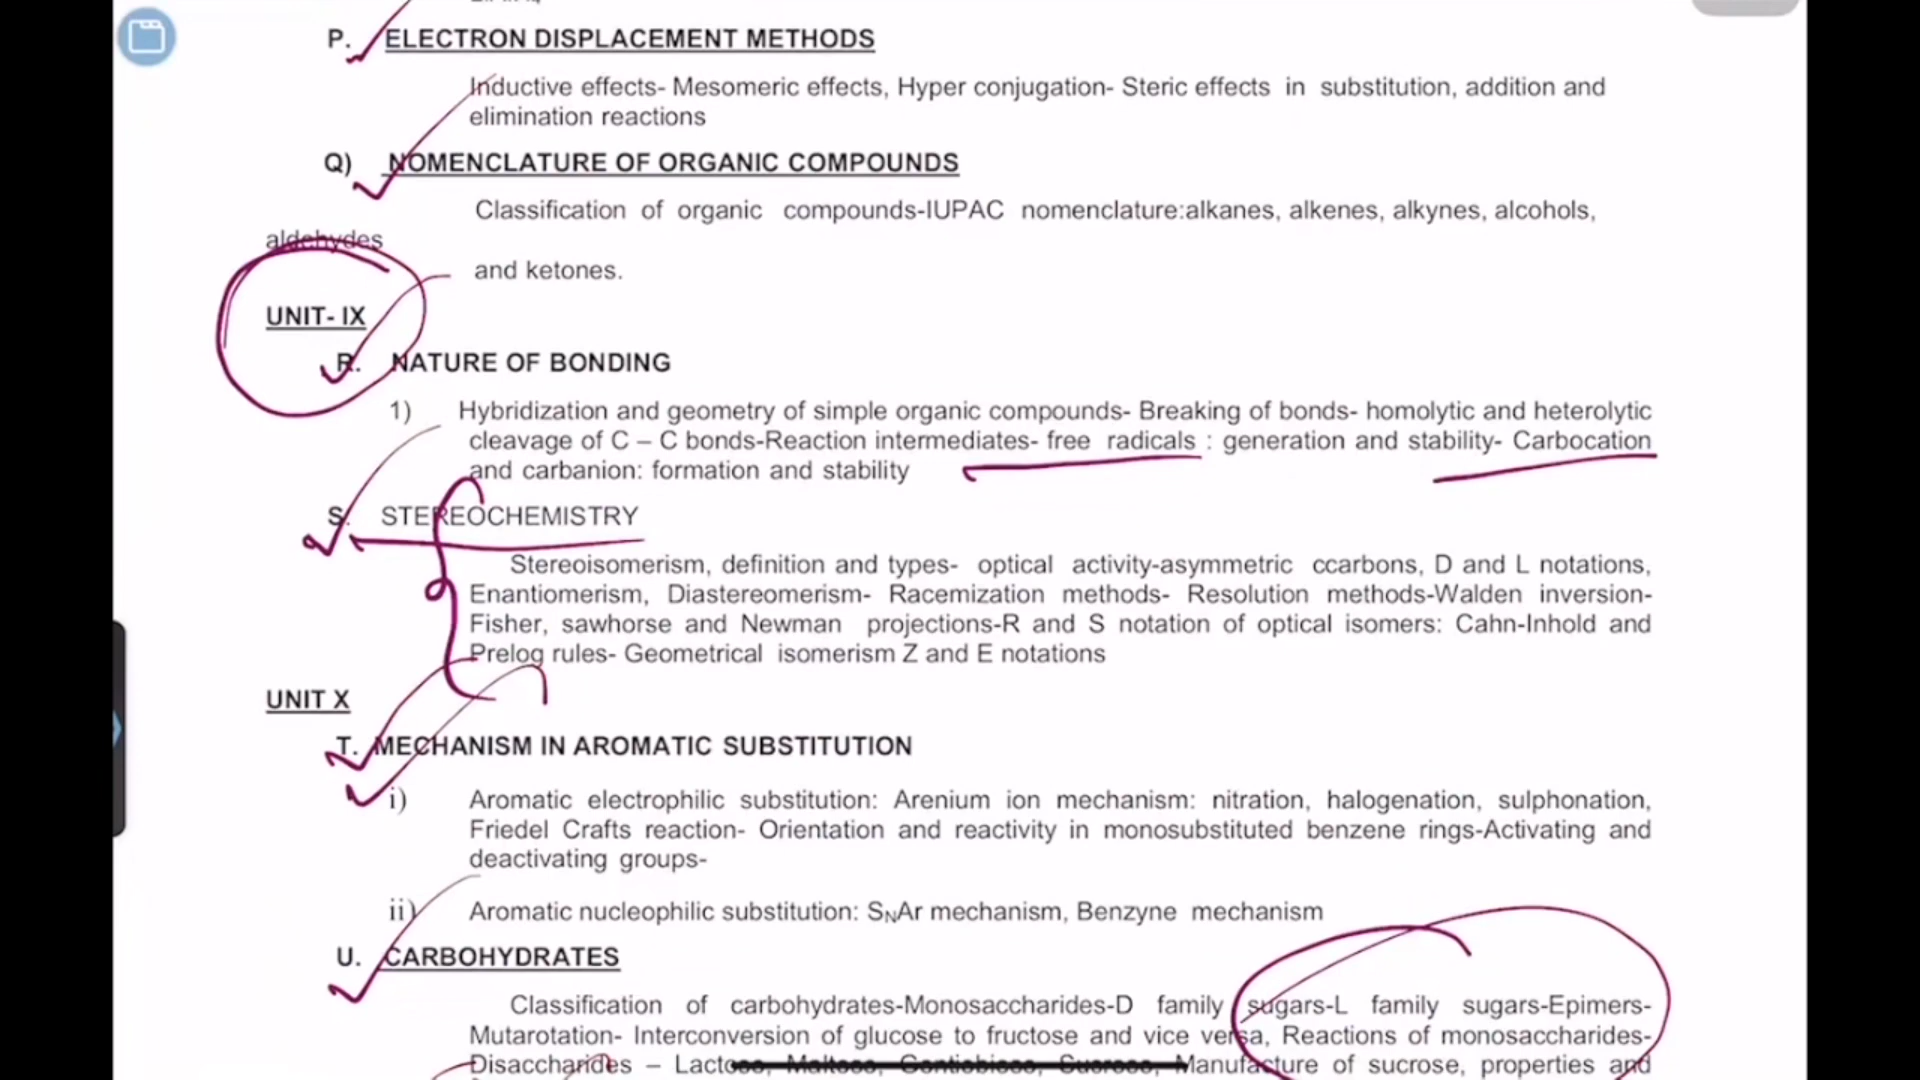 P. ELECTRON DISPLACEMENT METHODS
Inductive effects- Mesomeric effects, Hyper conjugation- Steric effects in substitution, addition and
elimination reactions
Q) NOMENCLATURE OF ORGANIC COMPOUNDS
Classification of organic compounds-IUPAC nomenclature:alkanes, alkenes, alkynes, alcohols,
aldehydes
and ketones.
UNIT- IX
R. NATURE OF BONDING
1) Hybridization and geometry of simple organic compounds- Breaking of bonds- homolytic and heterolytic
cleavage of C – C bonds-Reaction intermediates- free radicals : generation and stability- Carbocation
and carbanion: formation and stability
S. STEREOCHEMISTRY
Stereoisomerism, definition and types- optical activity-asymmetric ccarbons, D and L notations,
Enantiomerism, Diastereomerism- Racemization methods- Resolution methods-Walden inversion-
Fisher, sawhorse and Newman projections-R and S notation of optical isomers: Cahn-Inhold and
Prelog rules- Geometrical isomerism Z and E notations
UNIT X
T. MECHANISM IN AROMATIC SUBSTITUTION
i) Aromatic electrophilic substitution: Arenium ion mechanism: nitration, halogenation, sulphonation,
Friedel Crafts reaction- Orientation and reactivity in monosubstituted benzene rings-Activating and
deactivating groups-
ii) Aromatic nucleophilic substitution: SNAr mechanism, Benzyne mechanism
U. CARBOHYDRATES
Classification of carbohydrates-Monosaccharides-D family sugars-L family sugars-Epimers-
Mutarotation- Interconversion of glucose to fructose and vice versa, Reactions of monosaccharides-
Disaccharides – Lactose, Maltose, Gentiobiose, Sucrose, Manufacture of sucrose, properties and